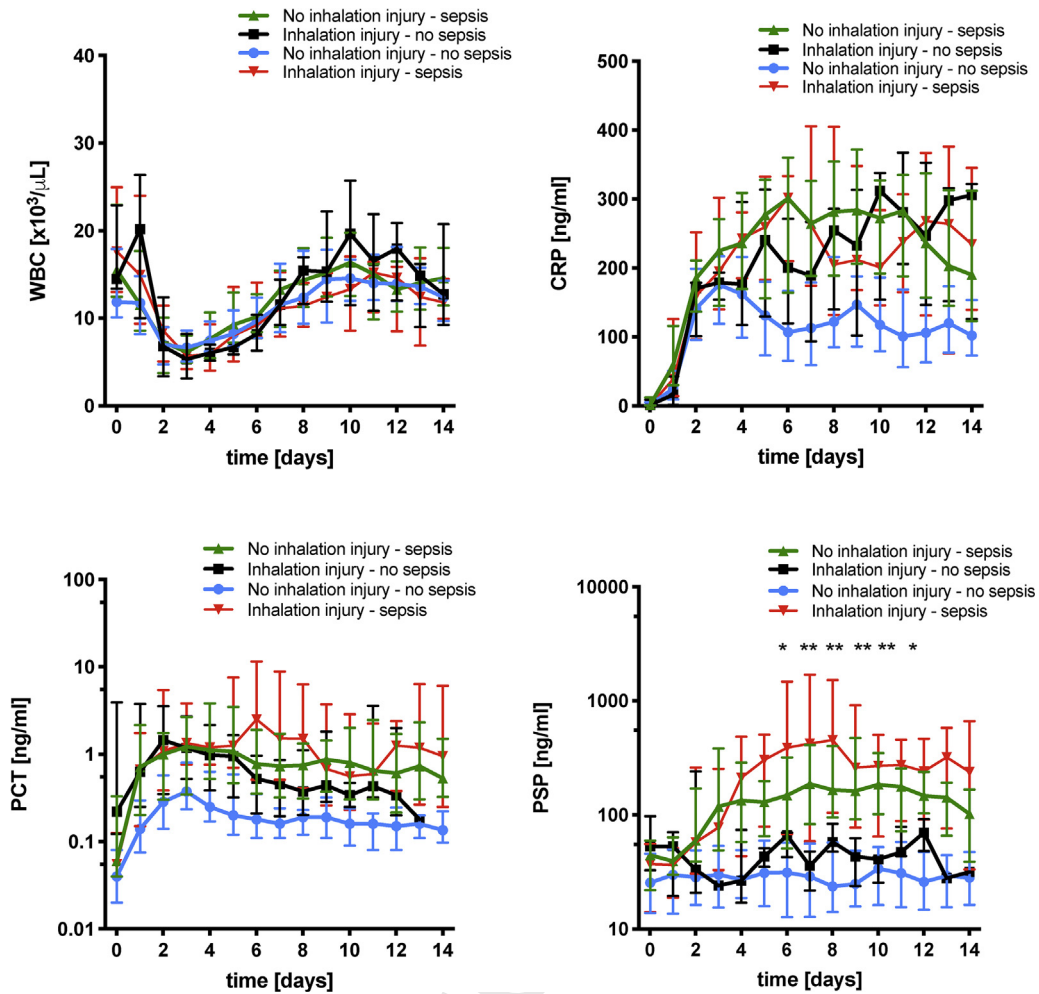 No inhalation injury - sepsis
Inhalation injury - no sepsis
No inhalation injury - no sepsis
Inhalation injury - sepsis
WBC [x10³/μL]
40
30
20
10
0
0 2 4 6 8 10 12 14
time [days]
No inhalation injury - sepsis
Inhalation injury - no sepsis
No inhalation injury - no sepsis
Inhalation injury - sepsis
CRP [ng/ml]
500
400
300
200
100
0
0 2 4 6 8 10 12 14
time [days]
No inhalation injury - sepsis
Inhalation injury - no sepsis
No inhalation injury - no sepsis
Inhalation injury - sepsis
PCT [ng/ml]
100
10
1
0.1
0.01
0 2 4 6 8 10 12 14
time [days]
No inhalation injury - sepsis
Inhalation injury - no sepsis
No inhalation injury - no sepsis
Inhalation injury - sepsis
PSP [ng/ml]
10000
1000
100
10
* ** ** ** ** *
0 2 4 6 8 10 12 14
time [days]